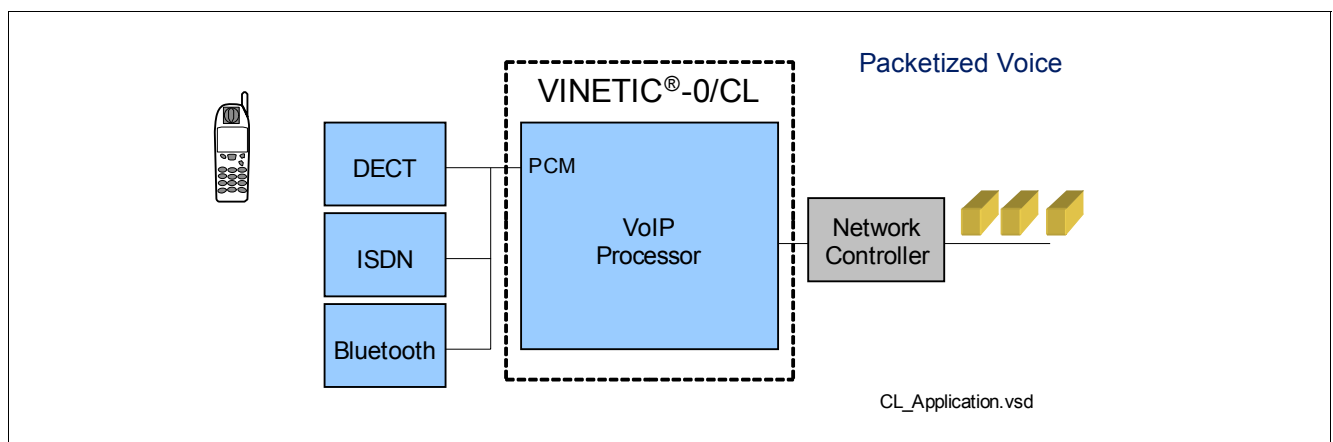 Packetized Voice
VINETIC®-0/CL
DECT
PCM
ISDN
VoIP
Processor
Network
Controller
Bluetooth
CL_Application.vsd